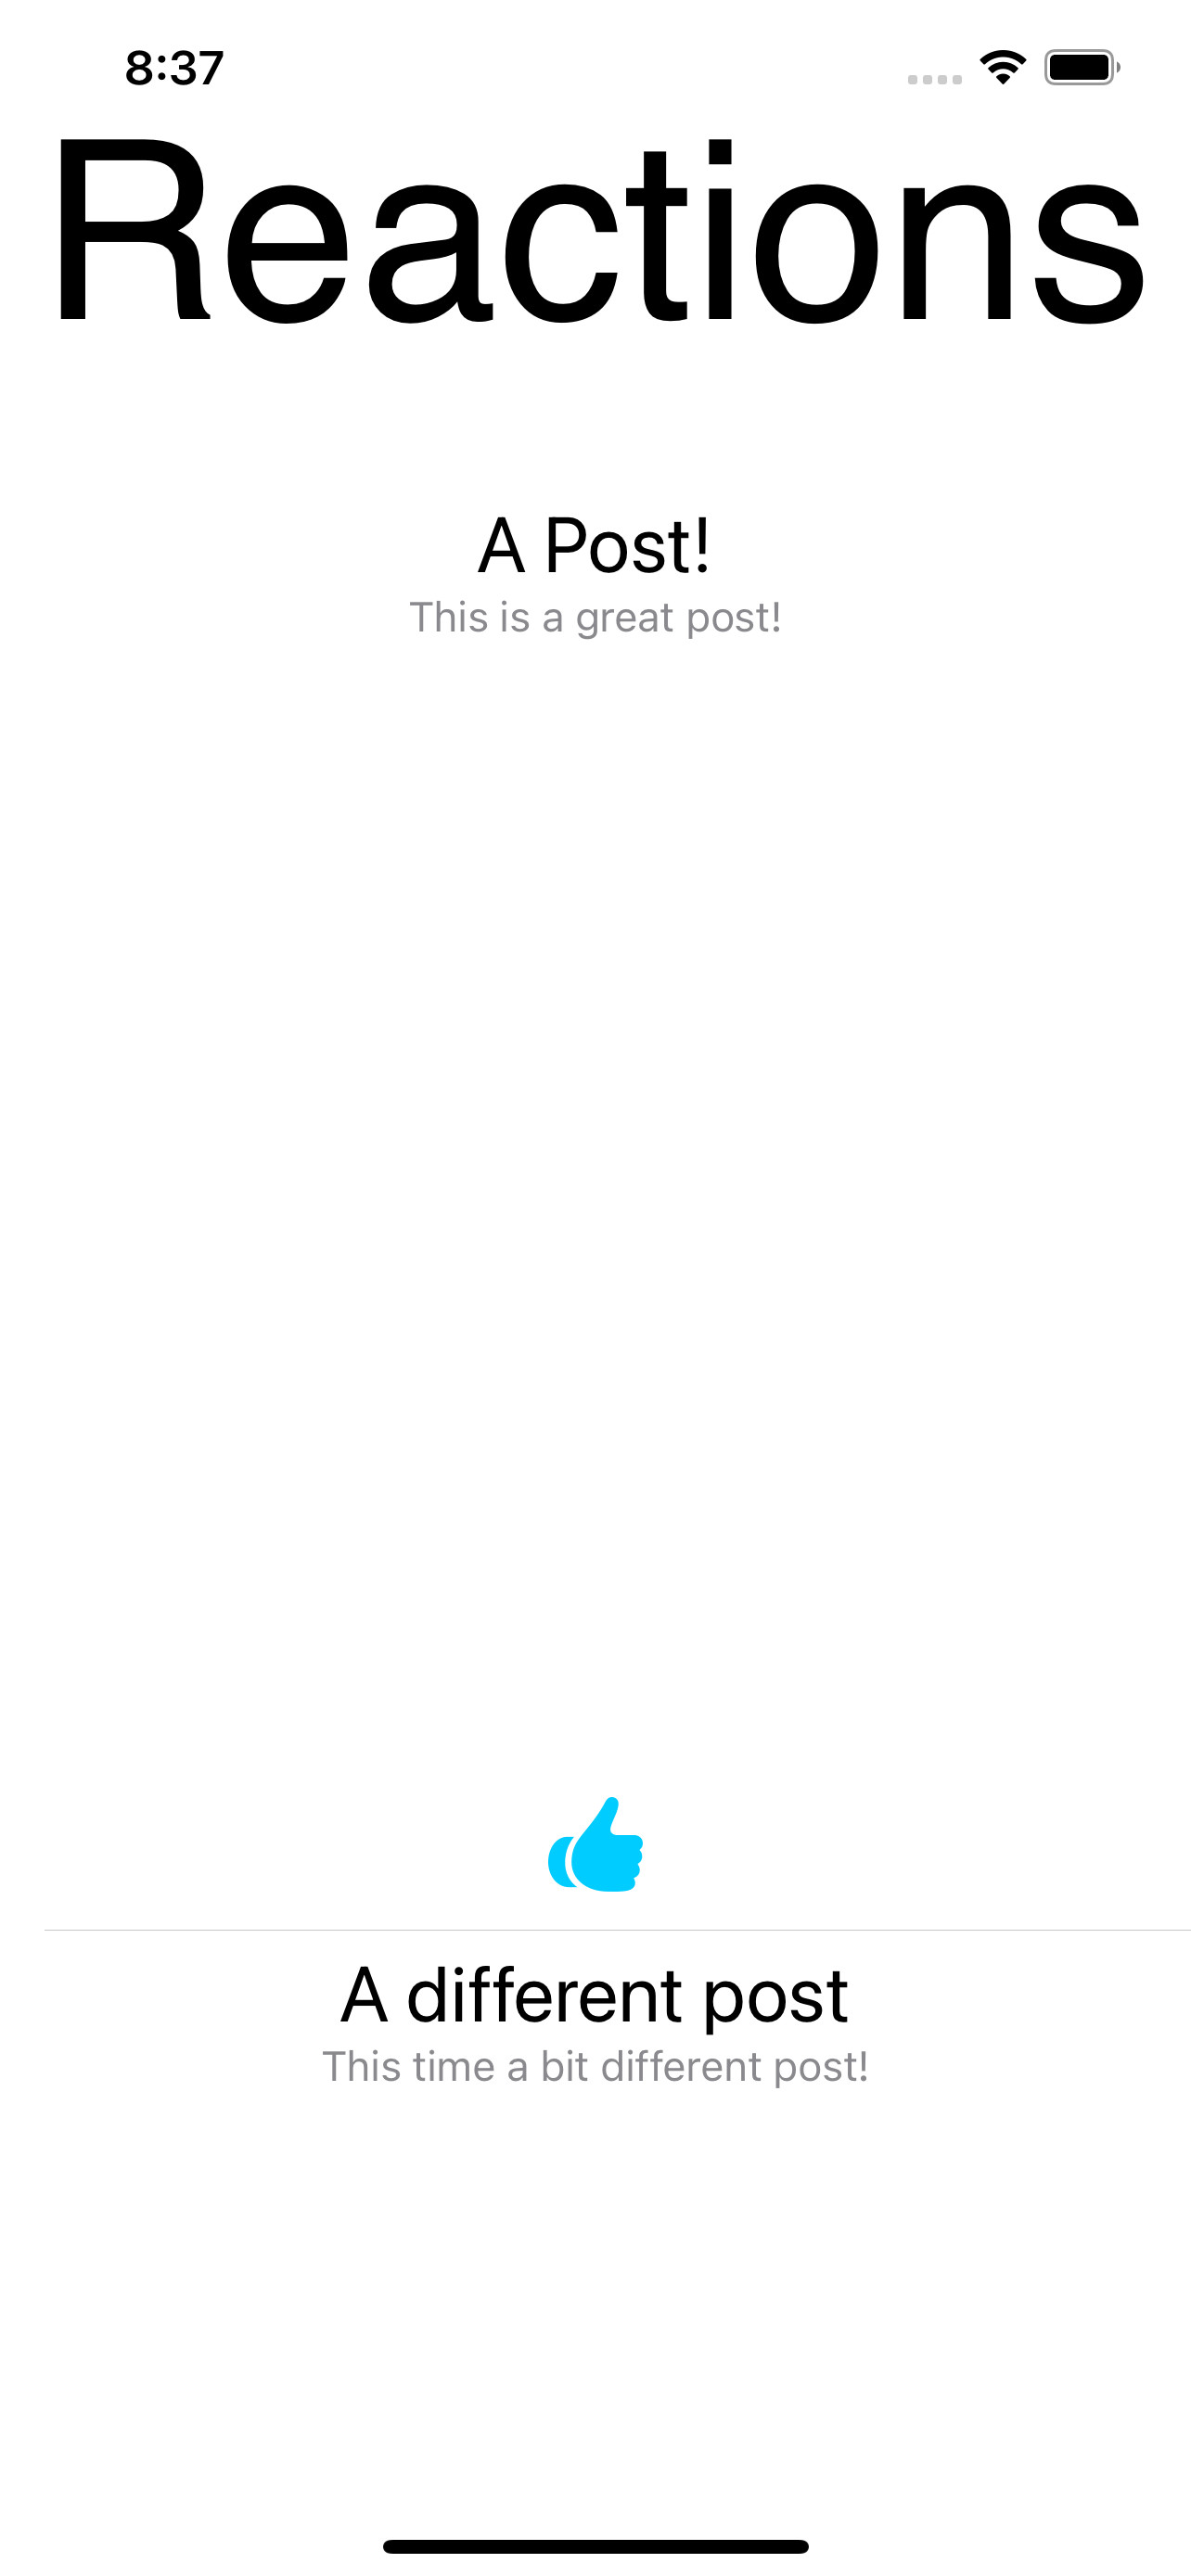 8:37
Reactions
A Post!
This is a great post!
A different post
This time a bit different post!